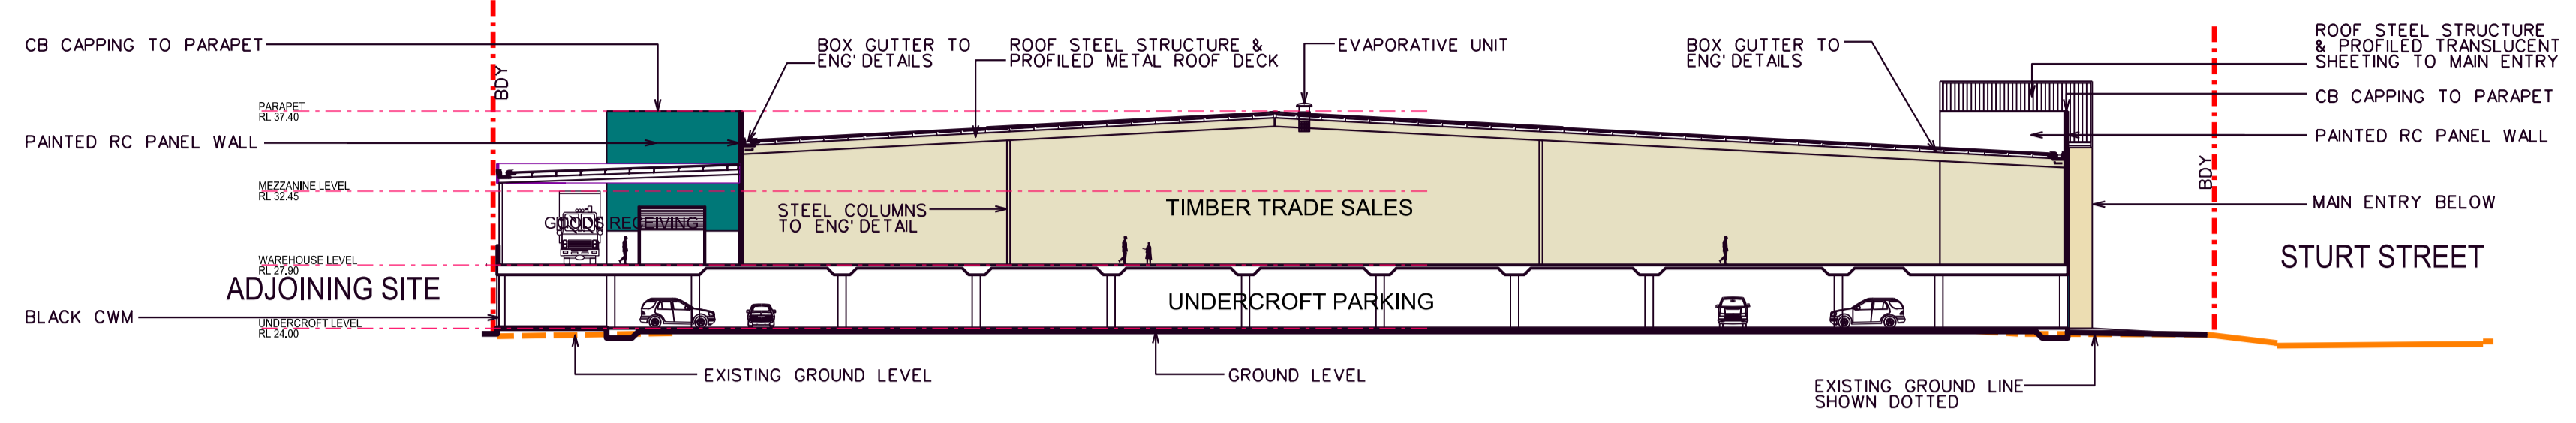 CB CAPPING TO PARAPET
BDY
BOX GUTTER TO
ENG' DETAILS
ROOF STEEL STRUCTURE &
PROFILED METAL ROOF DECK
EVAPORATIVE UNIT
BOX GUTTER TO
ENG' DETAILS
ROOF STEEL STRUCTURE
& PROFILED TRANSLUCENT
SHEETING TO MAIN ENTRY
CB CAPPING TO PARAPET
PARAPET
RL 37.40
PAINTED RC PANEL WALL
PAINTED RC PANEL WALL
MEZZANINE LEVEL
RL 32.45
BDY
MAIN ENTRY BELOW
GOODS RECEIVING
STEEL COLUMNS
TO ENG' DETAIL
TIMBER TRADE SALES
WAREHOUSE LEVEL
RL 27.90
STURT STREET
ADJOINING SITE
UNDERCROFT PARKING
BLACK CWM
UNDERCROFT LEVEL
RL 24.00
EXISTING GROUND LEVEL
GROUND LEVEL
EXISTING GROUND LINE
SHOWN DOTTED